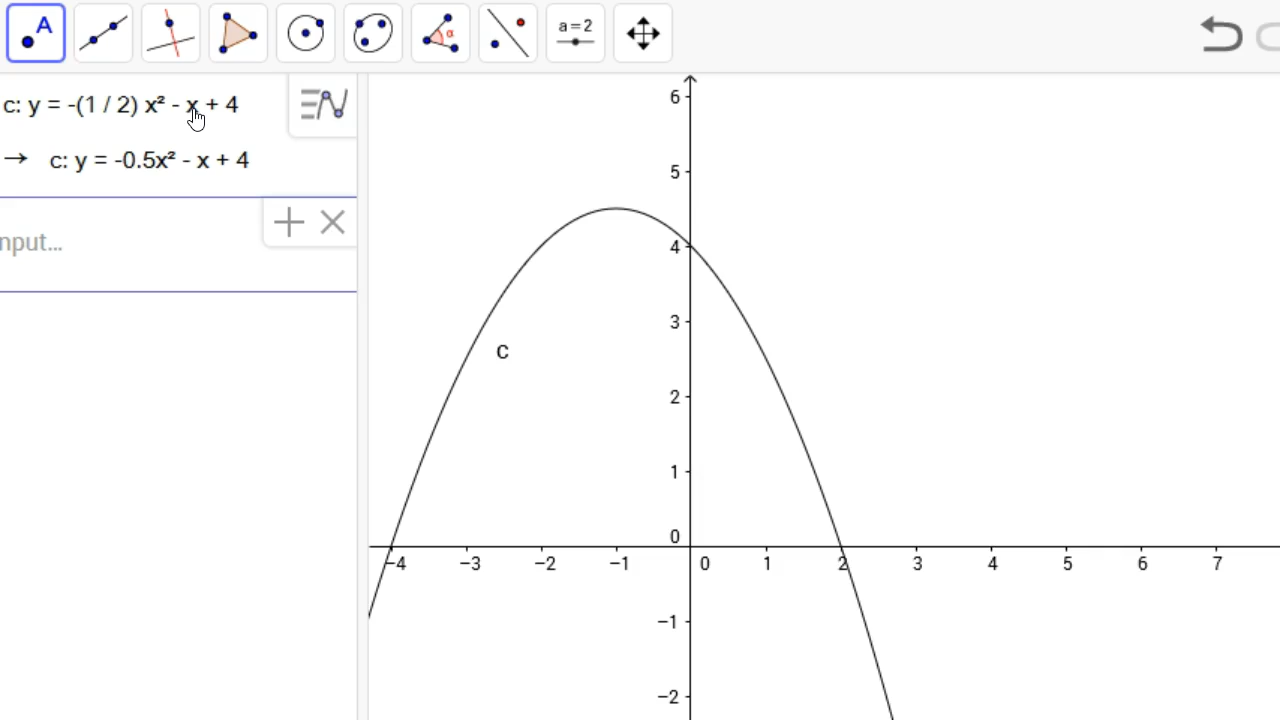 A
α
a=2
c: y = -(1 / 2) x² - x + 4
→ c: y = -0.5x² - x + 4
nput...
c
6
5
4
3
2
1
0
−4 −3 −2 −1 0 1 2 3 4 5 6 7
−1
−2